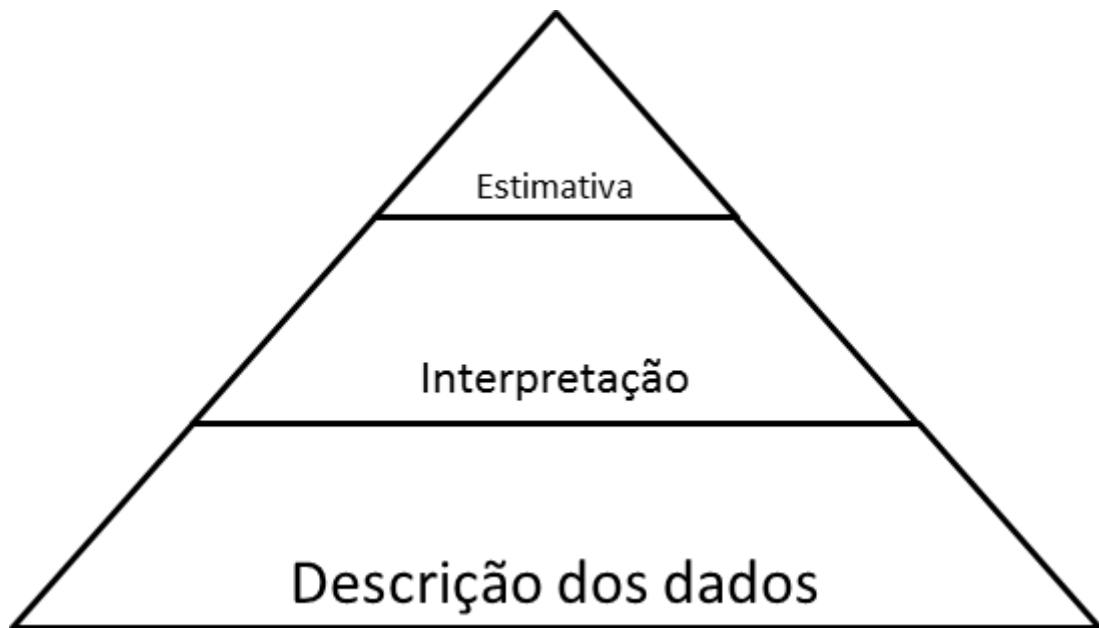 Estimativa
Interpretação
Descrição dos dados